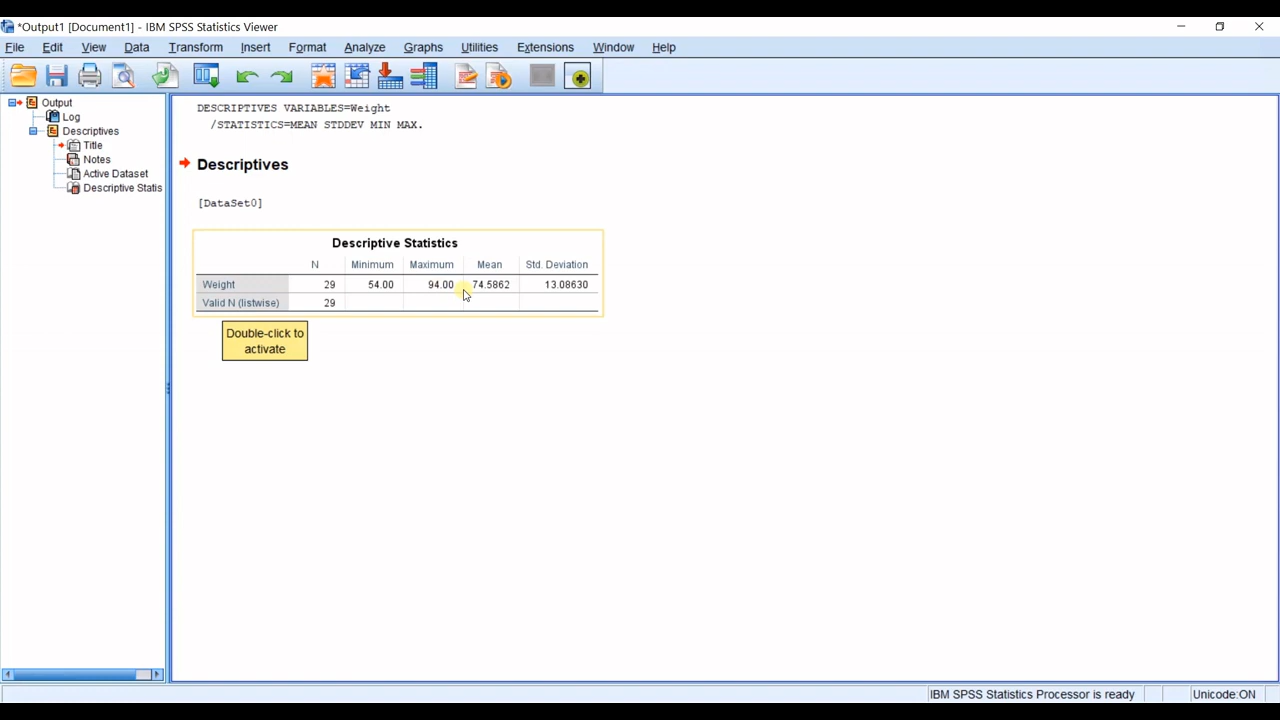 *Output1 [Document1] - IBM SPSS Statistics Viewer
File Edit View Data Transform Insert Format Analyze Graphs Utilities Extensions Window Help
Output
Log
Descriptives
Title
Notes
Active Dataset
Descriptive Statis
DESCRIPTIVES VARIABLES=Weight
/STATISTICS=MEAN STDDEV MIN MAX.
Descriptives
[DataSet0]
Descriptive Statistics
N Minimum Maximum Mean Std. Deviation
Weight 29 54.00 94.00 74.5862 13.08630
Valid N (listwise) 29
Double-click to
activate
IBM SPSS Statistics Processor is ready Unicode:ON